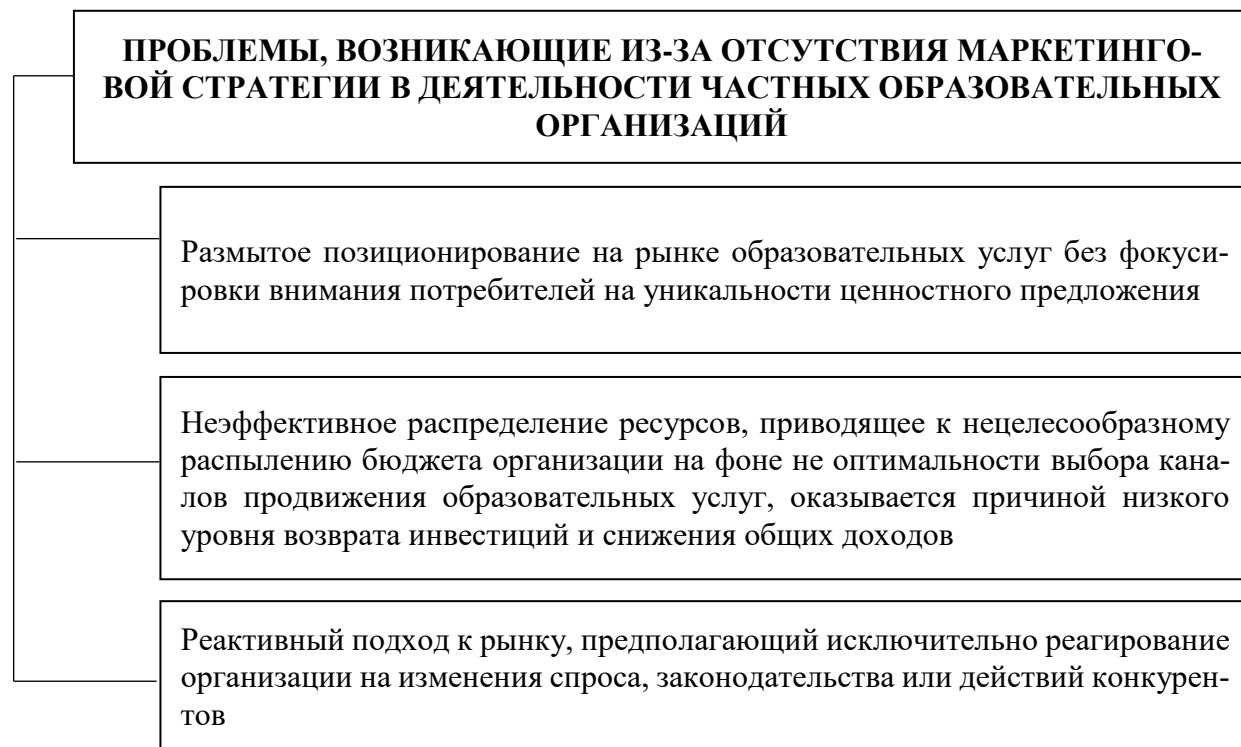 ПРОБЛЕМЫ, ВОЗНИКАЮЩИЕ ИЗ-ЗА ОТСУТСТВИЯ МАРКЕТИНГО-
ВОЙ СТРАТЕГИИ В ДЕЯТЕЛЬНОСТИ ЧАСТНЫХ ОБРАЗОВАТЕЛЬНЫХ
ОРГАНИЗАЦИЙ
Размытое позиционирование на рынке образовательных услуг без фокуси-
ровки внимания потребителей на уникальности ценностного предложения
Неэффективное распределение ресурсов, приводящее к нецелесообразному
распылению бюджета организации на фоне не оптимальности выбора кана-
лов продвижения образовательных услуг, оказывается причиной низкого
уровня возврата инвестиций и снижения общих доходов
Реактивный подход к рынку, предполагающий исключительно реагирование
организации на изменения спроса, законодательства или действий конкурен-
тов